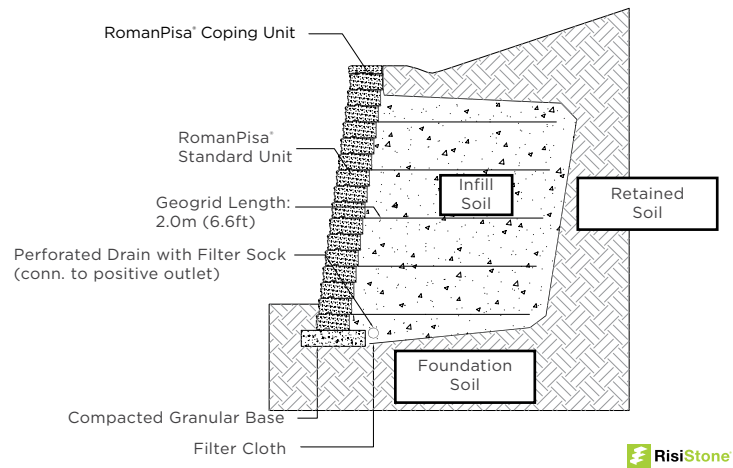 RomanPisa® Coping Unit
RomanPisa®
Standard Unit
Infill
Soil
Retained
Soil
Geogrid Length:
2.0m (6.6ft)
Perforated Drain with Filter Sock
(conn. to positive outlet)
Foundation
Soil
Compacted Granular Base
Filter Cloth
RisiStone